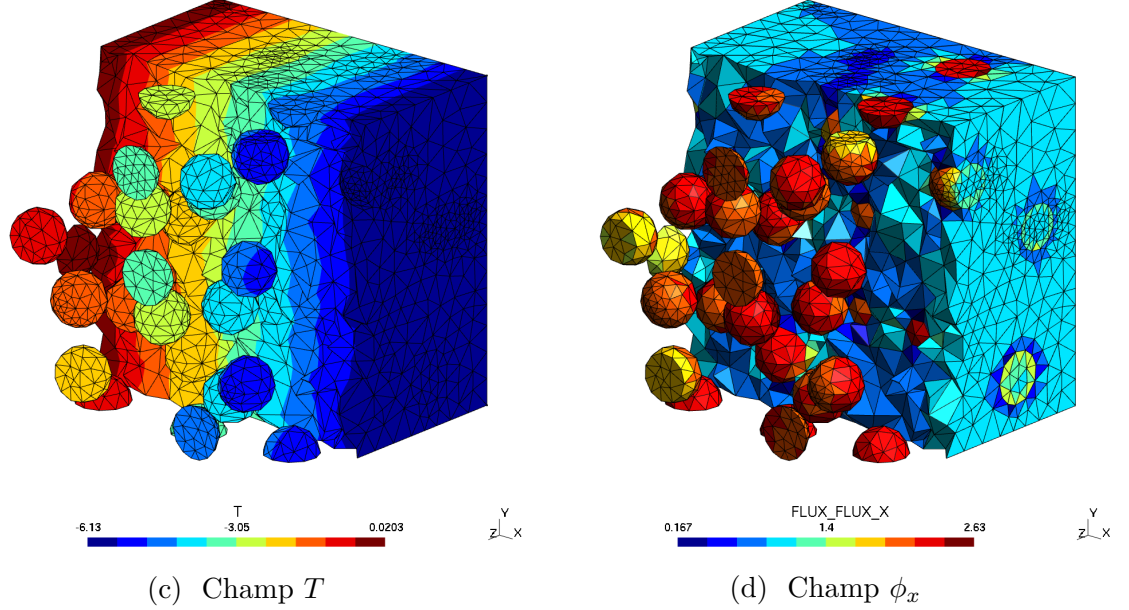 T
-6.13 -3.05 0.0203
Y
Z X
(c) Champ T
FLUX_FLUX_X
0.167 1.4 2.63
Y
Z X
(d) Champ ϕx